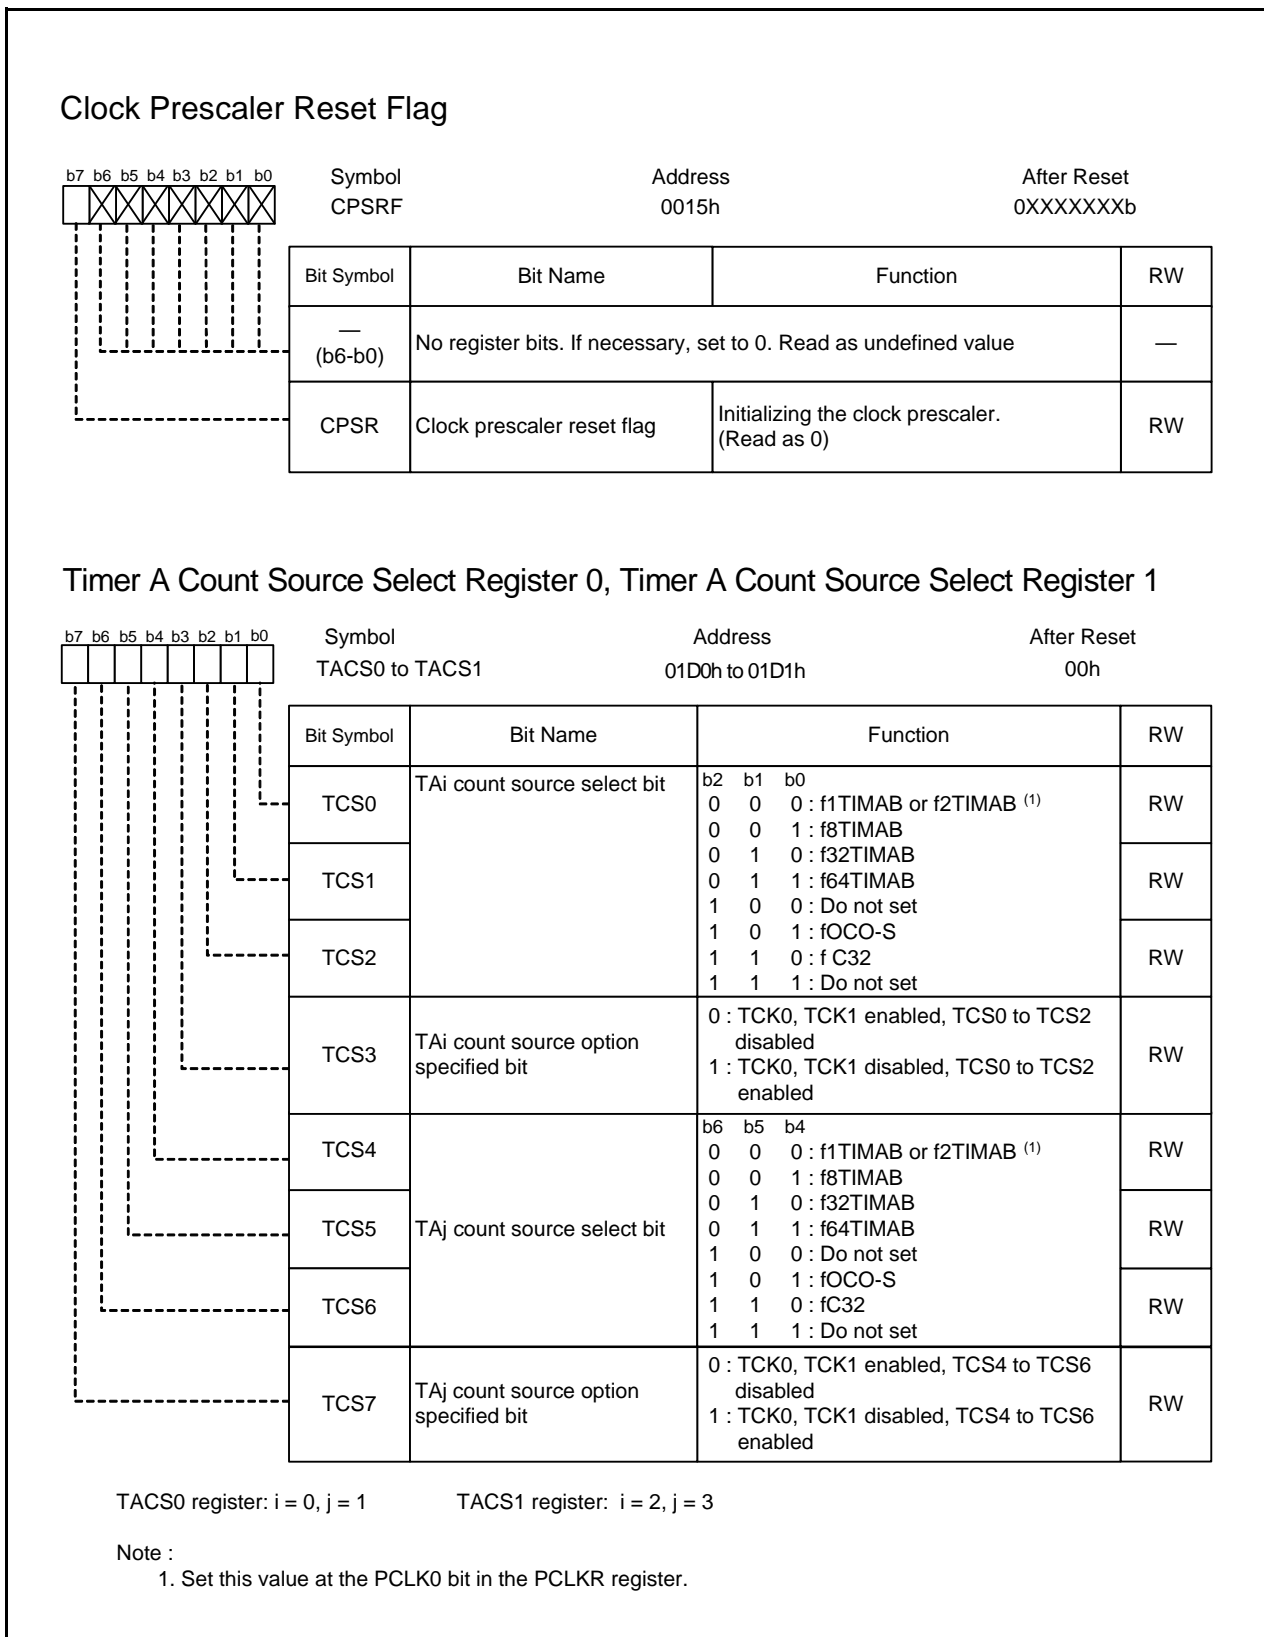 Clock Prescaler Reset Flag
b7 b6 b5 b4 b3 b2 b1 b0
Symbol Address After Reset
CPSRF 0015h 0XXXXXXXb
Bit Symbol Bit Name Function RW
— (b6-b0) No register bits. If necessary, set to 0. Read as undefined value —
CPSR Clock prescaler reset flag Initializing the clock prescaler. RW
(Read as 0)
Timer A Count Source Select Register 0, Timer A Count Source Select Register 1
b7 b6 b5 b4 b3 b2 b1 b0
Symbol Address After Reset
TACS0 to TACS1 01D0h to 01D1h 00h
Bit Symbol Bit Name Function RW
TAi count source select bit b2 b1 b0
TCS0 0 0 0 : f1TIMAB or f2TIMAB (1) RW
0 0 1 : f8TIMAB
0 1 0 : f32TIMAB
TCS1 0 1 1 : f64TIMAB RW
1 0 0 : Do not set
1 0 1 : fOCO-S
TCS2 1 1 0 : f C32 RW
1 1 1 : Do not set
0 : TCK0, TCK1 enabled, TCS0 to TCS2
TCS3 TAi count source option disabled RW
specified bit 1 : TCK0, TCK1 disabled, TCS0 to TCS2
enabled
b6 b5 b4
TCS4 0 0 0 : f1TIMAB or f2TIMAB (1) RW
0 0 1 : f8TIMAB
0 1 0 : f32TIMAB
TCS5 TAj count source select bit 0 1 1 : f64TIMAB RW
1 0 0 : Do not set
1 0 1 : fOCO-S
TCS6 1 1 0 : fC32 RW
1 1 1 : Do not set
0 : TCK0, TCK1 enabled, TCS4 to TCS6
TCS7 TAj count source option disabled RW
specified bit 1 : TCK0, TCK1 disabled, TCS4 to TCS6
enabled
TACS0 register: i = 0, j = 1 TACS1 register: i = 2, j = 3
Note :
1. Set this value at the PCLK0 bit in the PCLKR register.